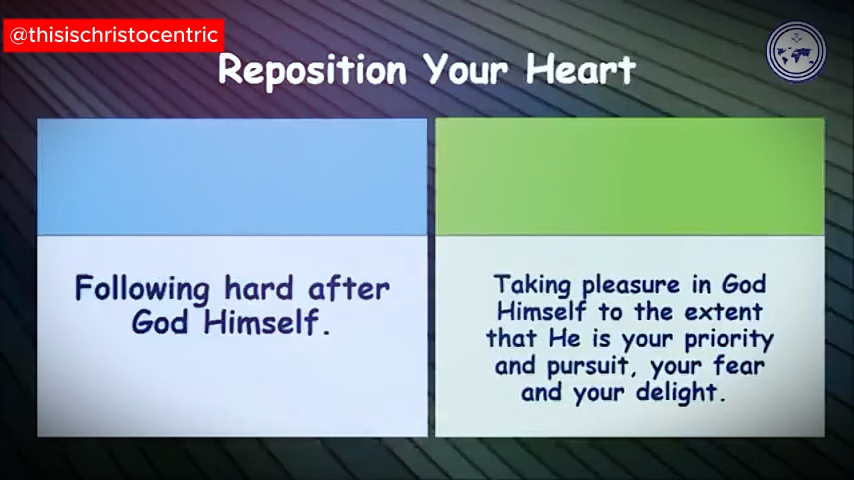 @thisischristocentric
Reposition Your Heart
Following hard after
God Himself.
Taking pleasure in God
Himself to the extent
that He is your priority
and pursuit, your fear
and your delight.